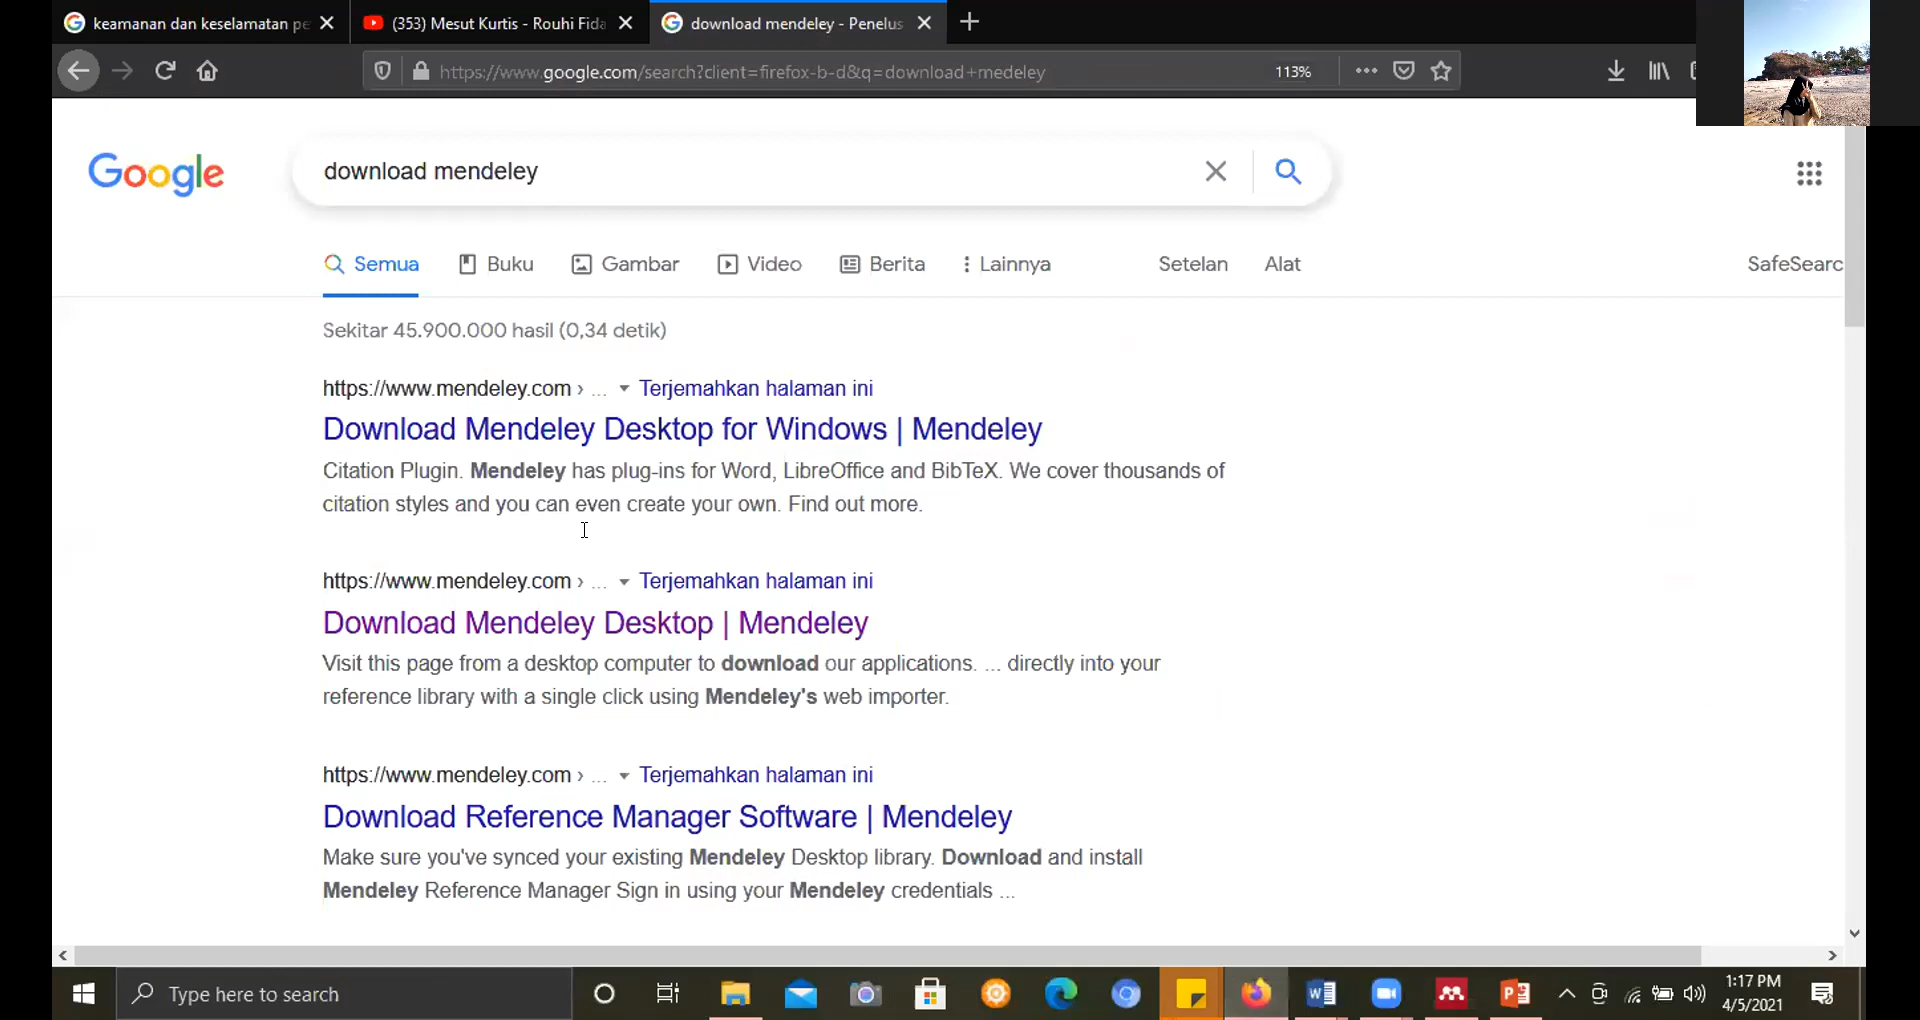 keamanan dan keselamatan pe
(353) Mesut Kurtis - Rouhi Fida
download mendeley - Penelus
https://www.google.com/search?client=firefox-b-d&q=download+medeley
113%
Google
download mendeley
Semua
Buku
Gambar
Video
Berita
Lainnya
Setelan
Alat
SafeSearc
Sekitar 45.900.000 hasil (0,34 detik)
https://www.mendeley.com › ... Terjemahkan halaman ini
Download Mendeley Desktop for Windows | Mendeley
Citation Plugin. Mendeley has plug-ins for Word, LibreOffice and BibTeX. We cover thousands of
citation styles and you can even create your own. Find out more.
https://www.mendeley.com › ... Terjemahkan halaman ini
Download Mendeley Desktop | Mendeley
Visit this page from a desktop computer to download our applications. ... directly into your
reference library with a single click using Mendeley's web importer.
https://www.mendeley.com › ... Terjemahkan halaman ini
Download Reference Manager Software | Mendeley
Make sure you've synced your existing Mendeley Desktop library. Download and install
Mendeley Reference Manager Sign in using your Mendeley credentials ...
Type here to search
1:17 PM
4/5/2021